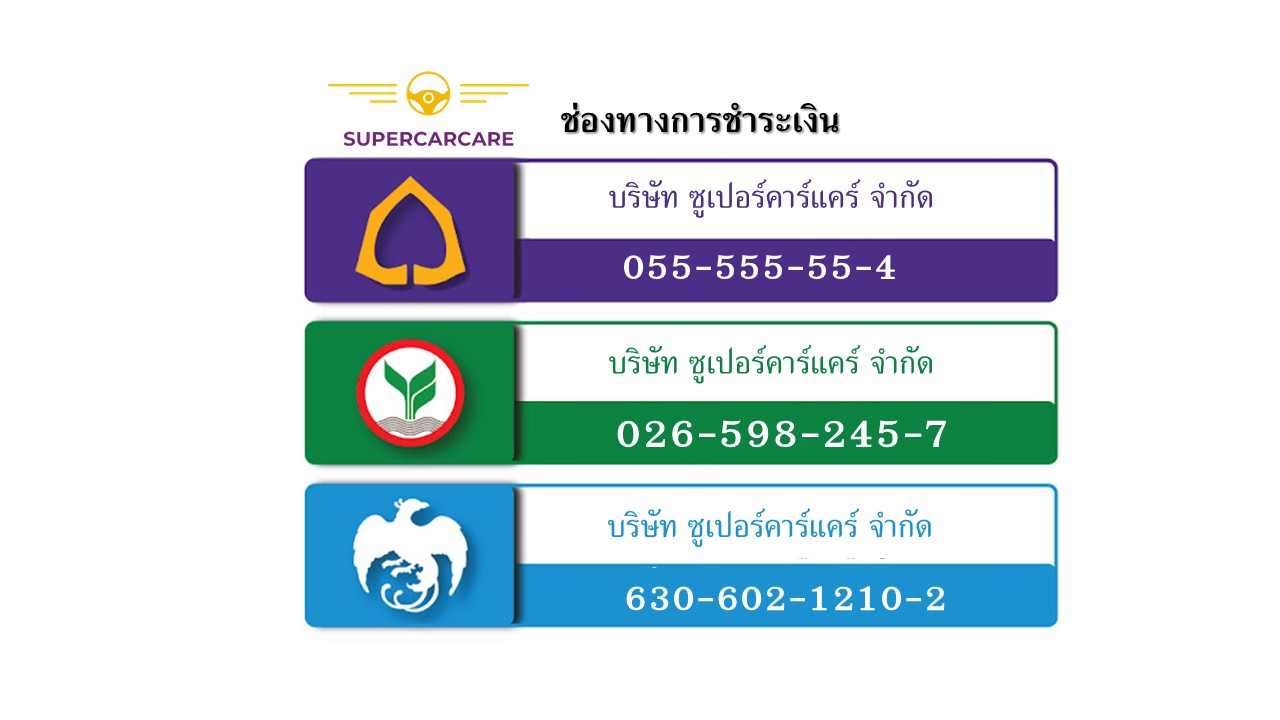 SUPERCARCARE
ช่องทางการชำระเงิน
บริษัท ซูเปอร์คาร์แคร์ จำกัด
055-555-55-4
บริษัท ซูเปอร์คาร์แคร์ จำกัด
026-598-245-7
บริษัท ซูเปอร์คาร์แคร์ จำกัด
630-602-1210-2